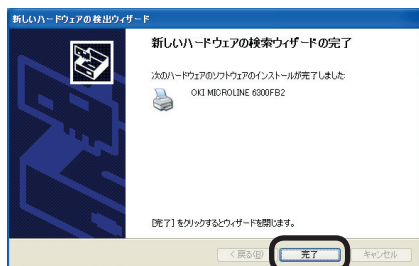 新しいハードウェアの検出ウィザード
新しいハードウェアの検索ウィザードの完了
次のハードウェアのソフトウェアのインストールが完了しました:
OKI MICROLINE 6300FB2
[完了] をクリックするとウィザードを閉じます。
< 戻る(B)
完了
キャンセル